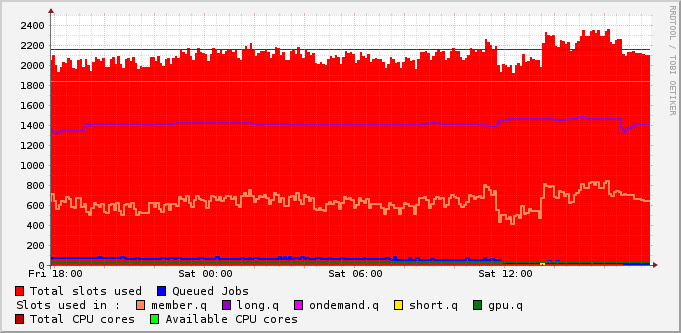 2400
2200
2000
1800
1600
1400
1200
1000
800
600
400
200
0
Fri 18:00 Sat 00:00 Sat 06:00 Sat 12:00
RRDTOOL / TOBI OETIKER
Total slots used Queued Jobs
Slots used in : member.q long.q ondemand.q short.q gpu.q
Total CPU cores Available CPU cores